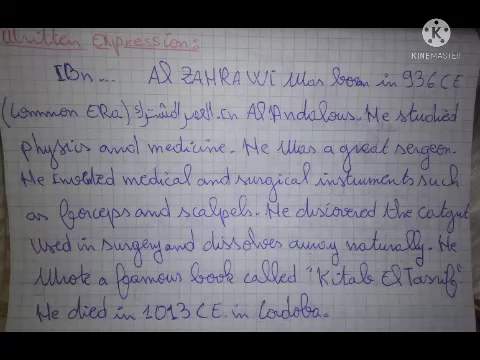 Written Expression:
KINEMASTER
IBn.... Al ZAHRAWi Was born in 936 CE
(Common ERa) العصر المشترك In Al Andalous. He studied
physics and medicine. He was a great sergeon.
He Invented medical and surgical instruments such
as forceps and scalpels. He discovered the catgut
used in surgery and dissolves away naturally. He
Wrote a famous book called "Kitab El Tasrif".
He died in 1013 CE. in Cordoba.